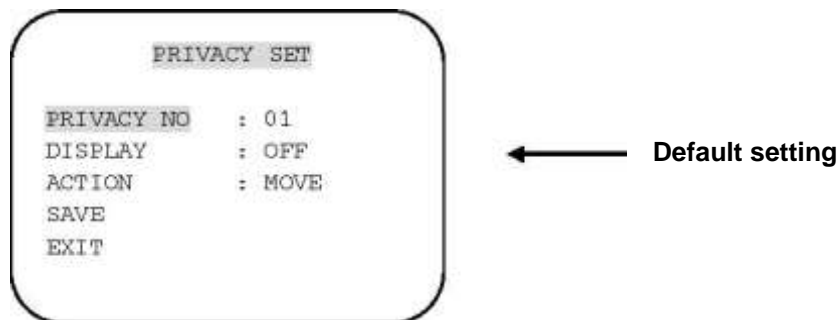 PRIVACY SET
PRIVACY NO : 01
DISPLAY : OFF
ACTION : MOVE
SAVE
EXIT
Default setting